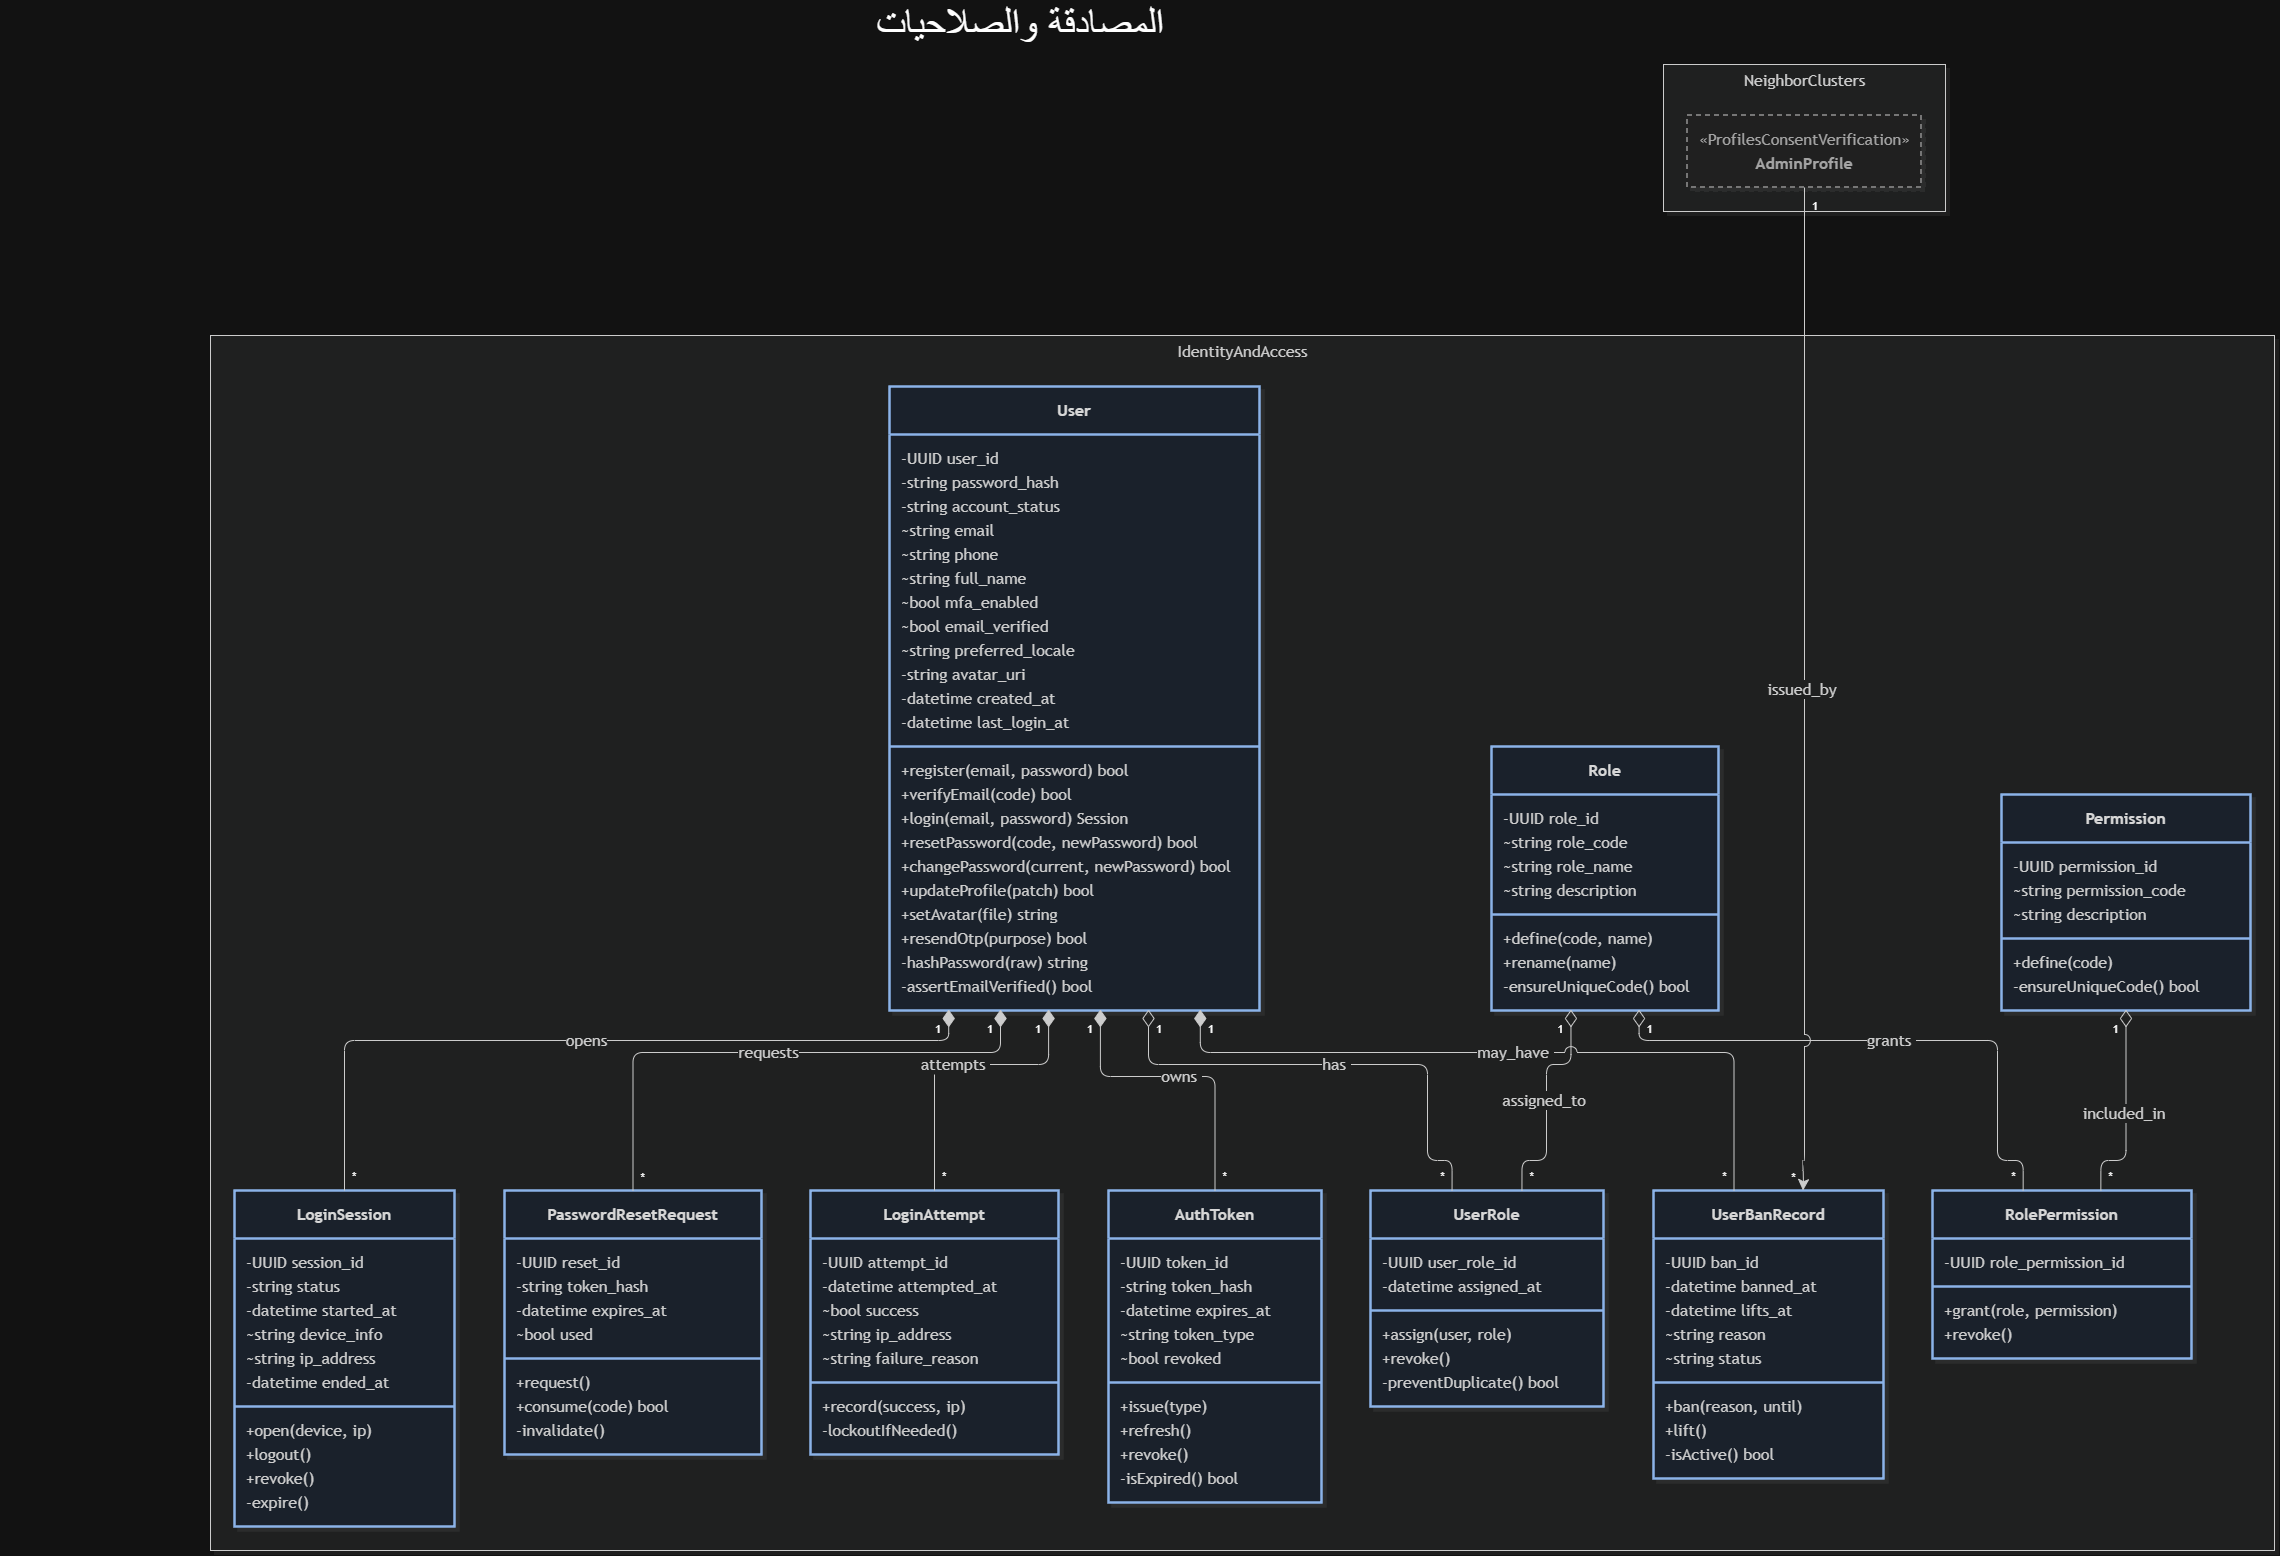 المصادقة والصلاحيات
NeighborClusters
«ProfilesConsentVerification»
AdminProfile
1
issued_by
IdentityAndAccess
User
-UUID user_id
-string password_hash
-string account_status
~string email
~string phone
~string full_name
~bool mfa_enabled
~bool email_verified
~string preferred_locale
-string avatar_uri
-datetime created_at
-datetime last_login_at
+register(email, password) bool
+verifyEmail(code) bool
+login(email, password) Session
+resetPassword(code, newPassword) bool
+changePassword(current, newPassword) bool
+updateProfile(patch) bool
+setAvatar(file) string
+resendOtp(purpose) bool
-hashPassword(raw) string
-assertEmailVerified() bool
Role
-UUID role_id
~string role_code
~string role_name
~string description
+define(code, name)
+rename(name)
-ensureUniqueCode() bool
Permission
-UUID permission_id
~string permission_code
~string description
+define(code)
-ensureUniqueCode() bool
1 1 1 1 1 1 1 1 1
opens
requests
attempts
owns
has
may_have
assigned_to
grants
included_in
* * * * * * * * * *
LoginSession
-UUID session_id
-string status
-datetime started_at
~string device_info
~string ip_address
-datetime ended_at
+open(device, ip)
+logout()
+revoke()
-expire()
PasswordResetRequest
-UUID reset_id
-string token_hash
-datetime expires_at
~bool used
+request()
+consume(code) bool
-invalidate()
LoginAttempt
-UUID attempt_id
-datetime attempted_at
~bool success
~string ip_address
~string failure_reason
+record(success, ip)
-lockoutIfNeeded()
AuthToken
-UUID token_id
-string token_hash
-datetime expires_at
~string token_type
~bool revoked
+issue(type)
+refresh()
+revoke()
-isExpired() bool
UserRole
-UUID user_role_id
-datetime assigned_at
+assign(user, role)
+revoke()
-preventDuplicate() bool
UserBanRecord
-UUID ban_id
-datetime banned_at
-datetime lifts_at
~string reason
~string status
+ban(reason, until)
+lift()
-isActive() bool
RolePermission
-UUID role_permission_id
+grant(role, permission)
+revoke()